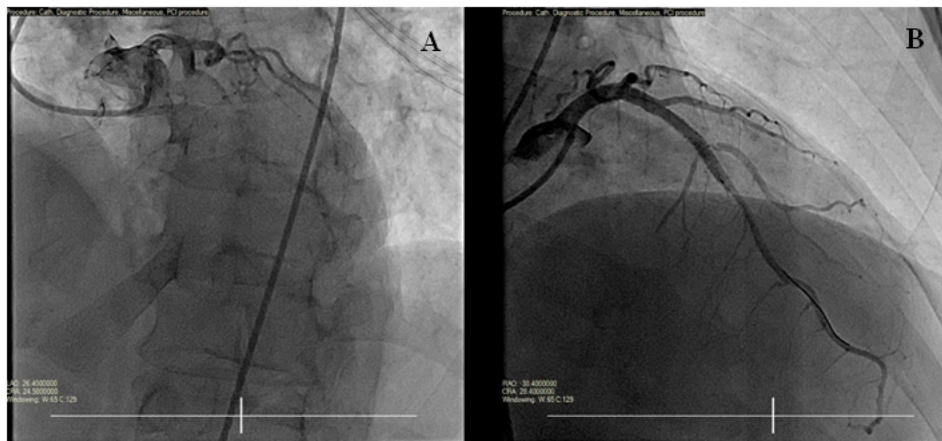 Procedure: Cath, Diagnostic Procedure, Miscellaneous, PCI procedure
A
LAO: 26.4000000
CRA: 24.5000000
Windowing: W:65 C:129
Procedure: Cath, Diagnostic Procedure, Miscellaneous, PCI procedure
B
RAO: -30.4000000
CRA: 28.4000000
Windowing: W:65 C:129